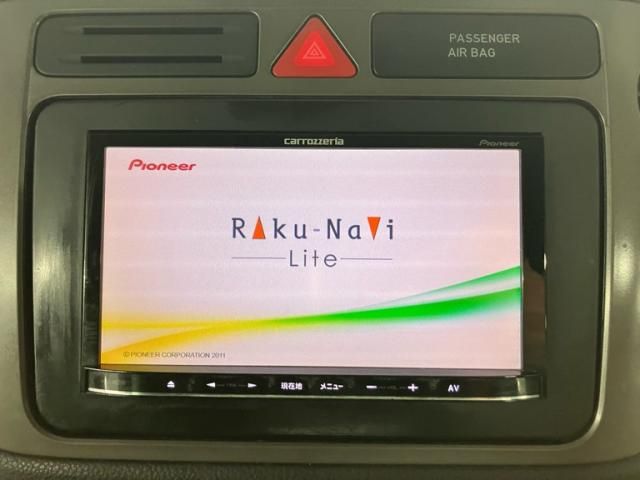 PASSENGER
AIR BAG
carrozzeria
Pioneer
Pioneer
Raku-Navi
Lite
© PIONEER CORPORATION 2011
現在地
メニュー
VOL
AV